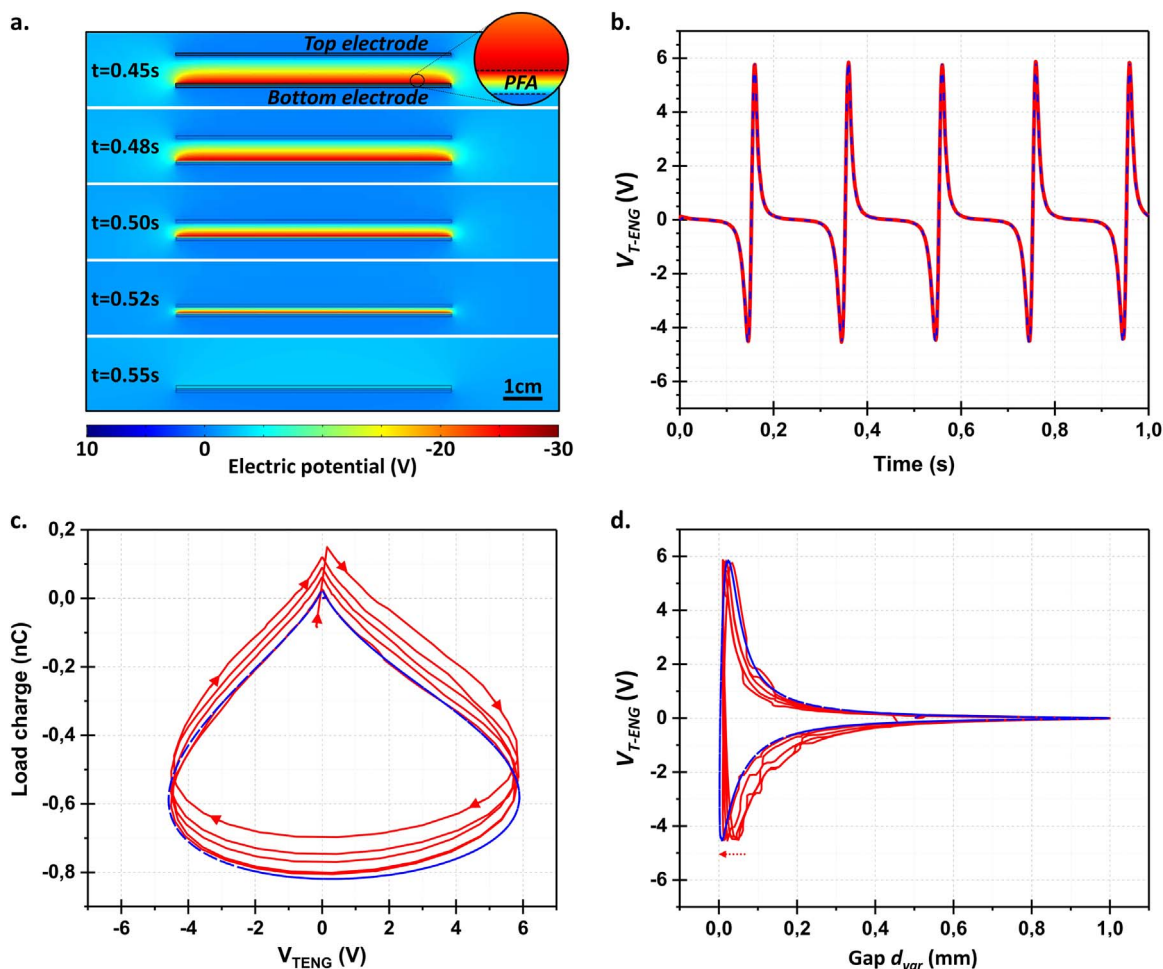 a.
Top electrode
t=0.45s
PFA
Bottom electrode
t=0.48s
t=0.50s
t=0.52s
t=0.55s
1cm
10 0 -10 -20 -30
Electric potential (V)
b.
V_T-ENG (V)
6
4
2
0
-2
-4
-6
0,0 0,2 0,4 0,6 0,8 1,0
Time (s)
c.
Load charge (nC)
0,2
0,0
-0,2
-0,4
-0,6
-0,8
-6 -4 -2 0 2 4 6
V_TENG (V)
d.
V_T-ENG (V)
6
4
2
0
-2
-4
-6
0,0 0,2 0,4 0,6 0,8 1,0
Gap d_var (mm)